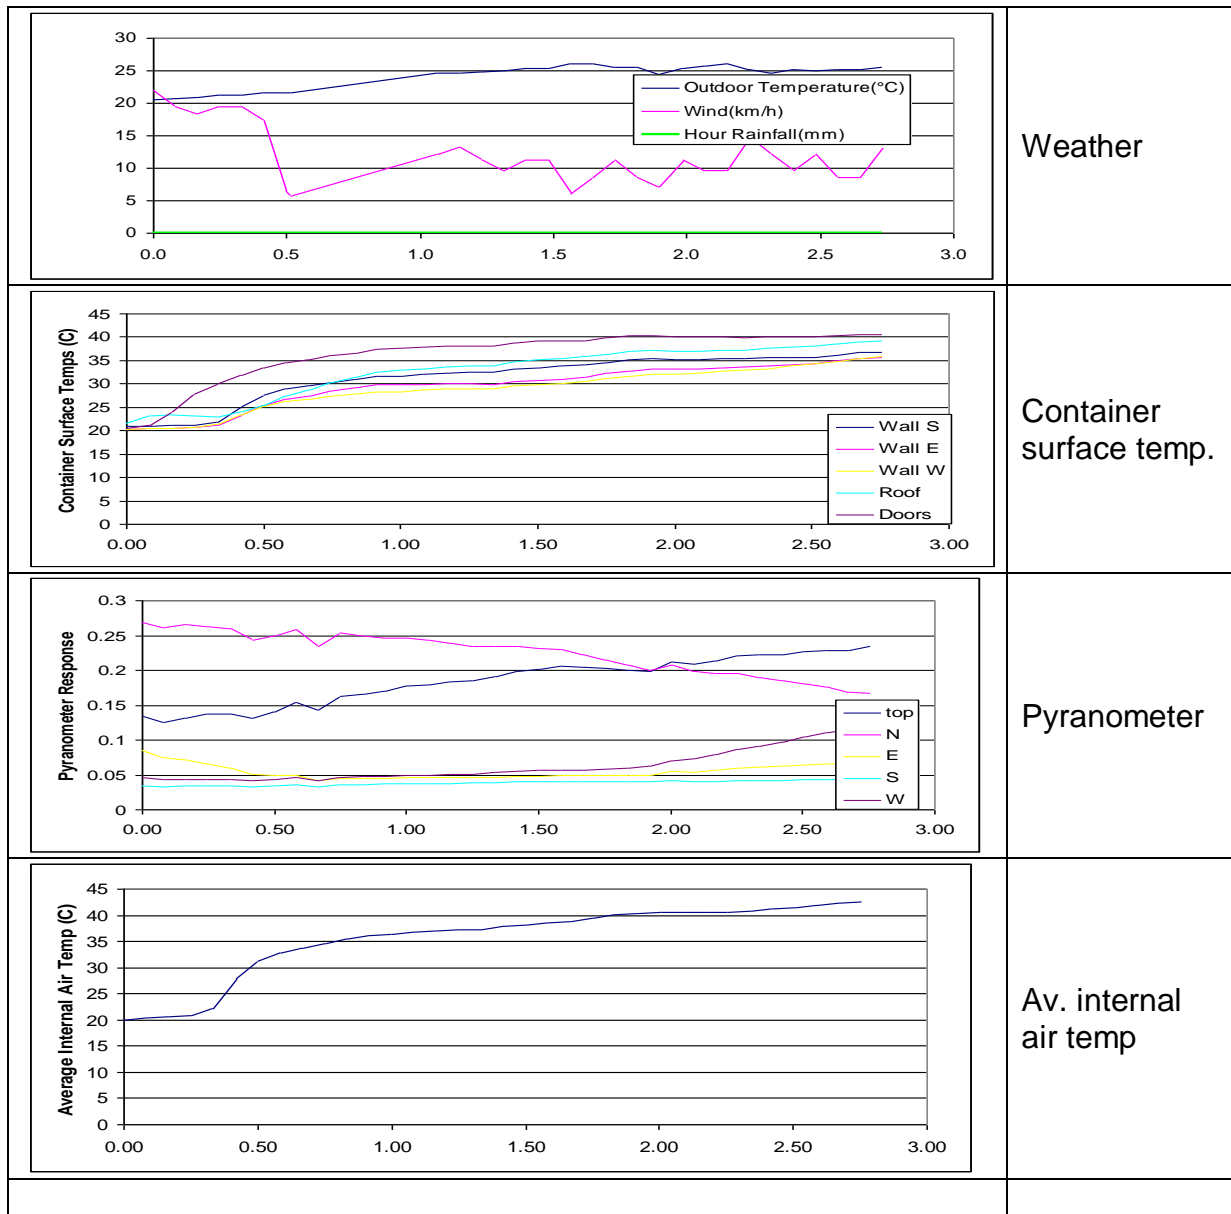 30
25
20
15
10
5
0
0.0 0.5 1.0 1.5 2.0 2.5 3.0
Outdoor Temperature(°C)
Wind(km/h)
Hour Rainfall(mm)
Weather
Container Surface Temps (C)
45
40
35
30
25
20
15
10
5
0
0.00 0.50 1.00 1.50 2.00 2.50 3.00
Wall S
Wall E
Wall W
Roof
Doors
Container
surface temp.
Pyranometer Response
0.3
0.25
0.2
0.15
0.1
0.05
0
0.00 0.50 1.00 1.50 2.00 2.50 3.00
top
N
E
S
W
Pyranometer
Average Internal Air Temp (C)
45
40
35
30
25
20
15
10
5
0
0.00 0.50 1.00 1.50 2.00 2.50 3.00
Av. internal
air temp